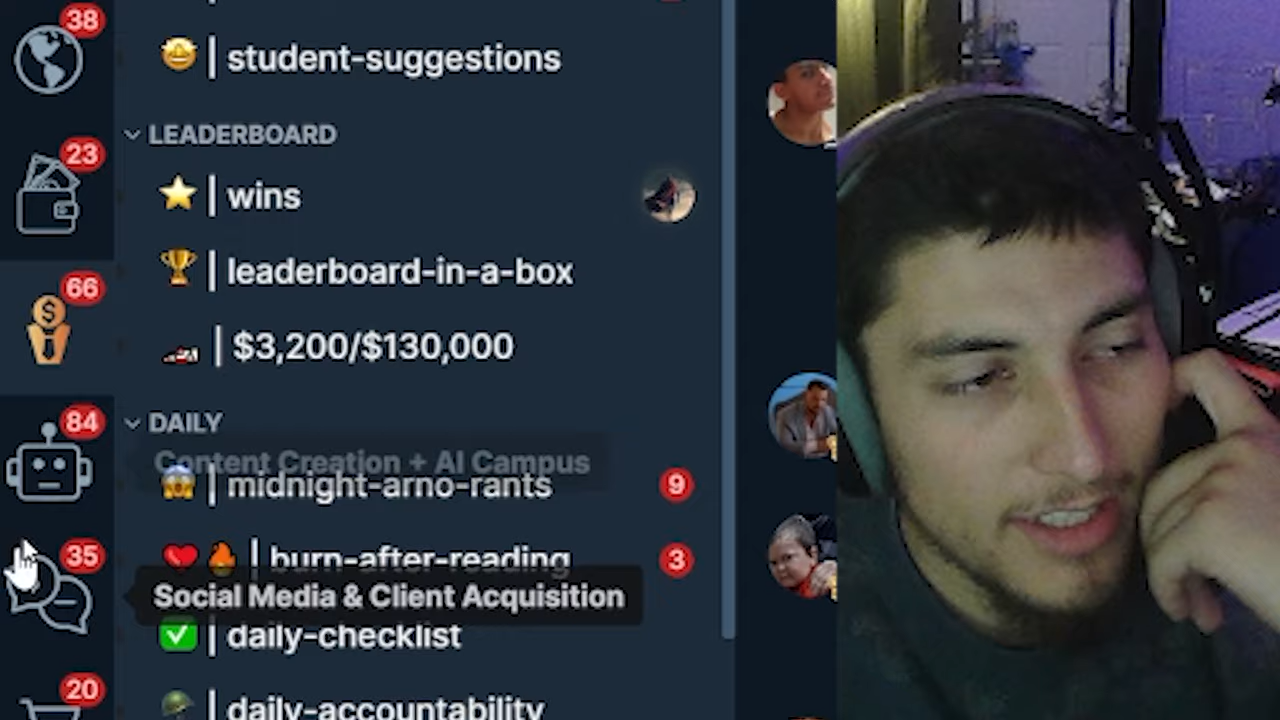 38
student-suggestions
LEADERBOARD
23
wins
leaderboard-in-a-box
66
$3,200/$130,000
84
DAILY
Content Creation + AI Campus
midnight-arno-rants
9
35
burn-after-reading
3
Social Media & Client Acquisition
daily-checklist
20
daily-accountability